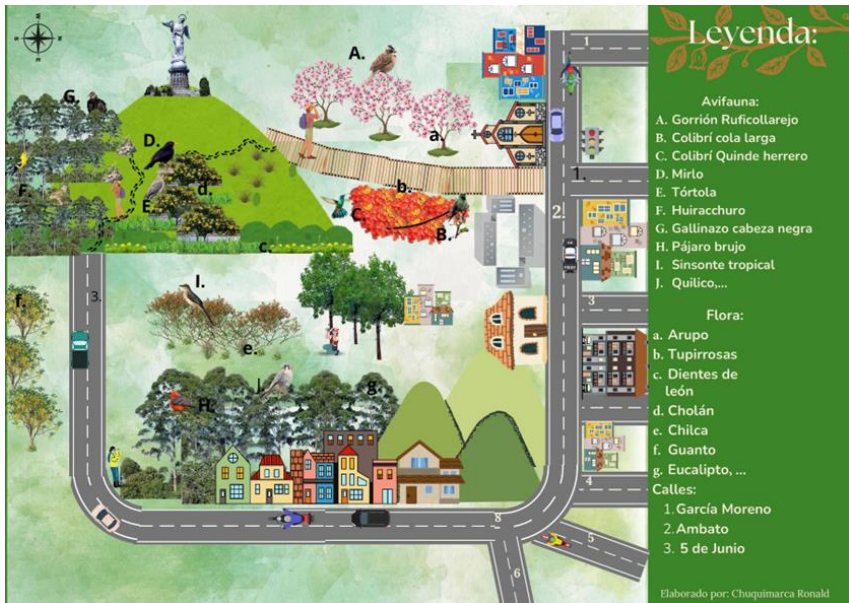 Leyenda:
Avifauna:
A. Gorrión Ruficollarejo
B. Colibrí cola larga
C. Colibrí Quinde herrero
D. Mirlo
E. Tórtola
F. Huiracchuro
G. Gallinazo cabeza negra
H. Pájaro brujo
I. Sinsonte tropical
J. Quilico,...
Flora:
a. Arupo
b. Tupirrosas
c. Dientes de
león
d. Cholán
e. Chilca
f. Guanto
g. Eucalipto, ...
Calles:
1. García Moreno
2. Ambato
3. 5 de Junio
Elaborado por: Chuquimarca Ronald
A.
1
G.
a.
D.
1.
F
d.
b.
E.
C.
2.
B.
c.
I.
3.
f.
3
e.
J
g.
H.
4
8
5
6